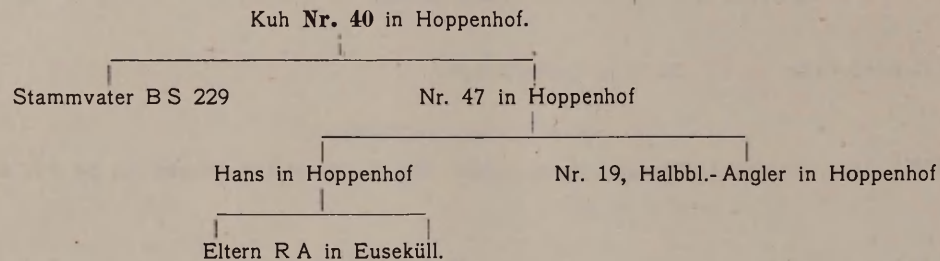 Kuh Nr. 40 in Hoppenhof.
Stammvater B S 229 Nr. 47 in Hoppenhof
Hans in Hoppenhof Nr. 19, Halbbl.-Angler in Hoppenhof
Eltern R A in Euseküll.